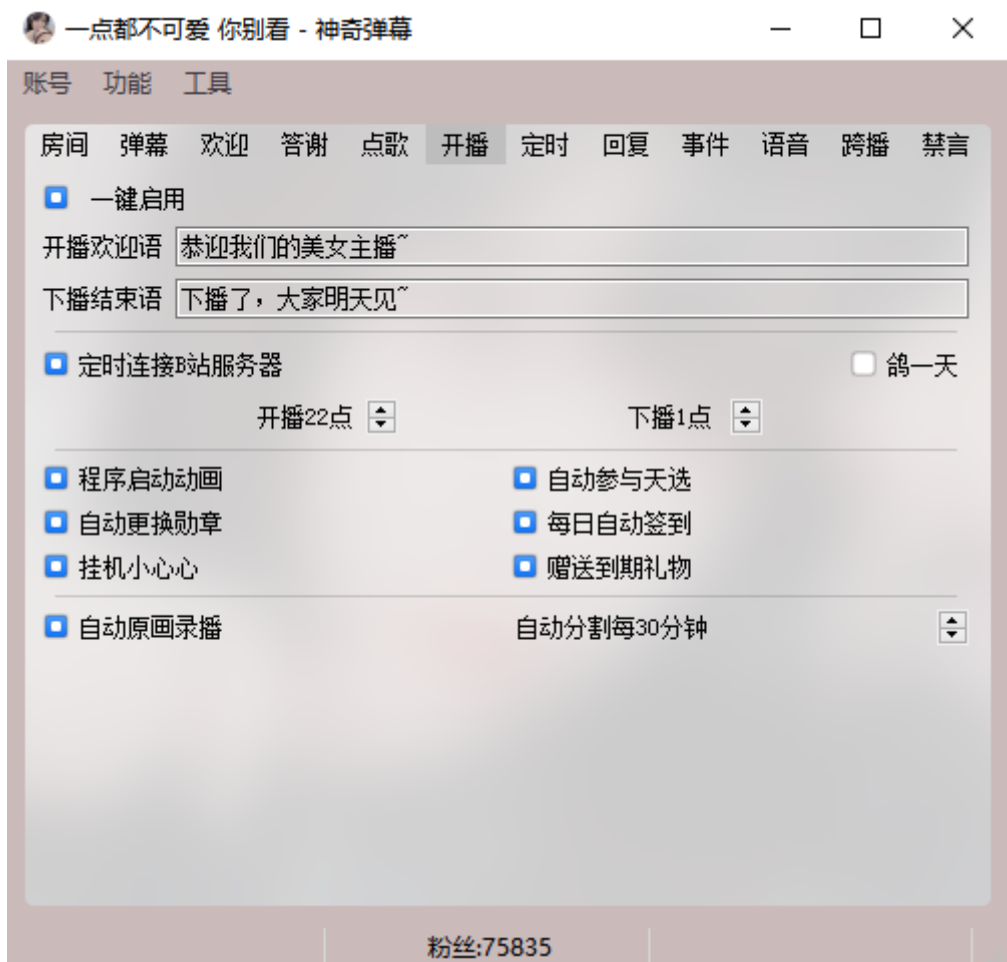 一点都不可爱 你别看 - 神奇弹幕
账号 功能 工具
房间 弹幕 欢迎 答谢 点歌 开播 定时 回复 事件 语音 跨播 禁言
一键启用
开播欢迎语 恭迎我们的美女主播~
下播结束语 下播了，大家明天见~
定时连接B站服务器 鸽一天
开播22点 下播1点
程序启动动画 自动参与天选
自动更换勋章 每日自动签到
挂机小心心 赠送到期礼物
自动原画录播 自动分割每30分钟
粉丝:75835